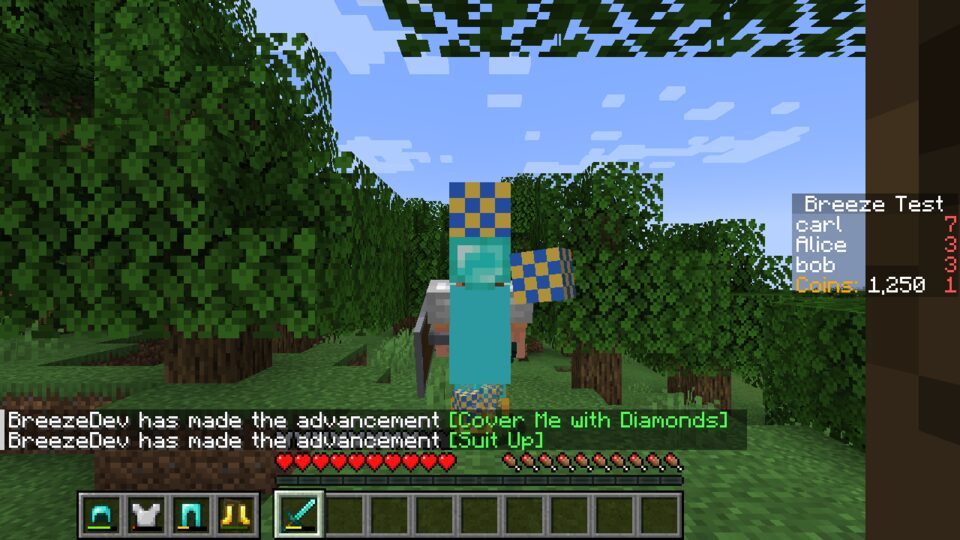 Breeze Test
carl 7
Alice 3
bob 3
Coins: 1,250 1
BreezeDev has made the advancement [Cover Me with Diamonds]
BreezeDev has made the advancement [Suit Up]